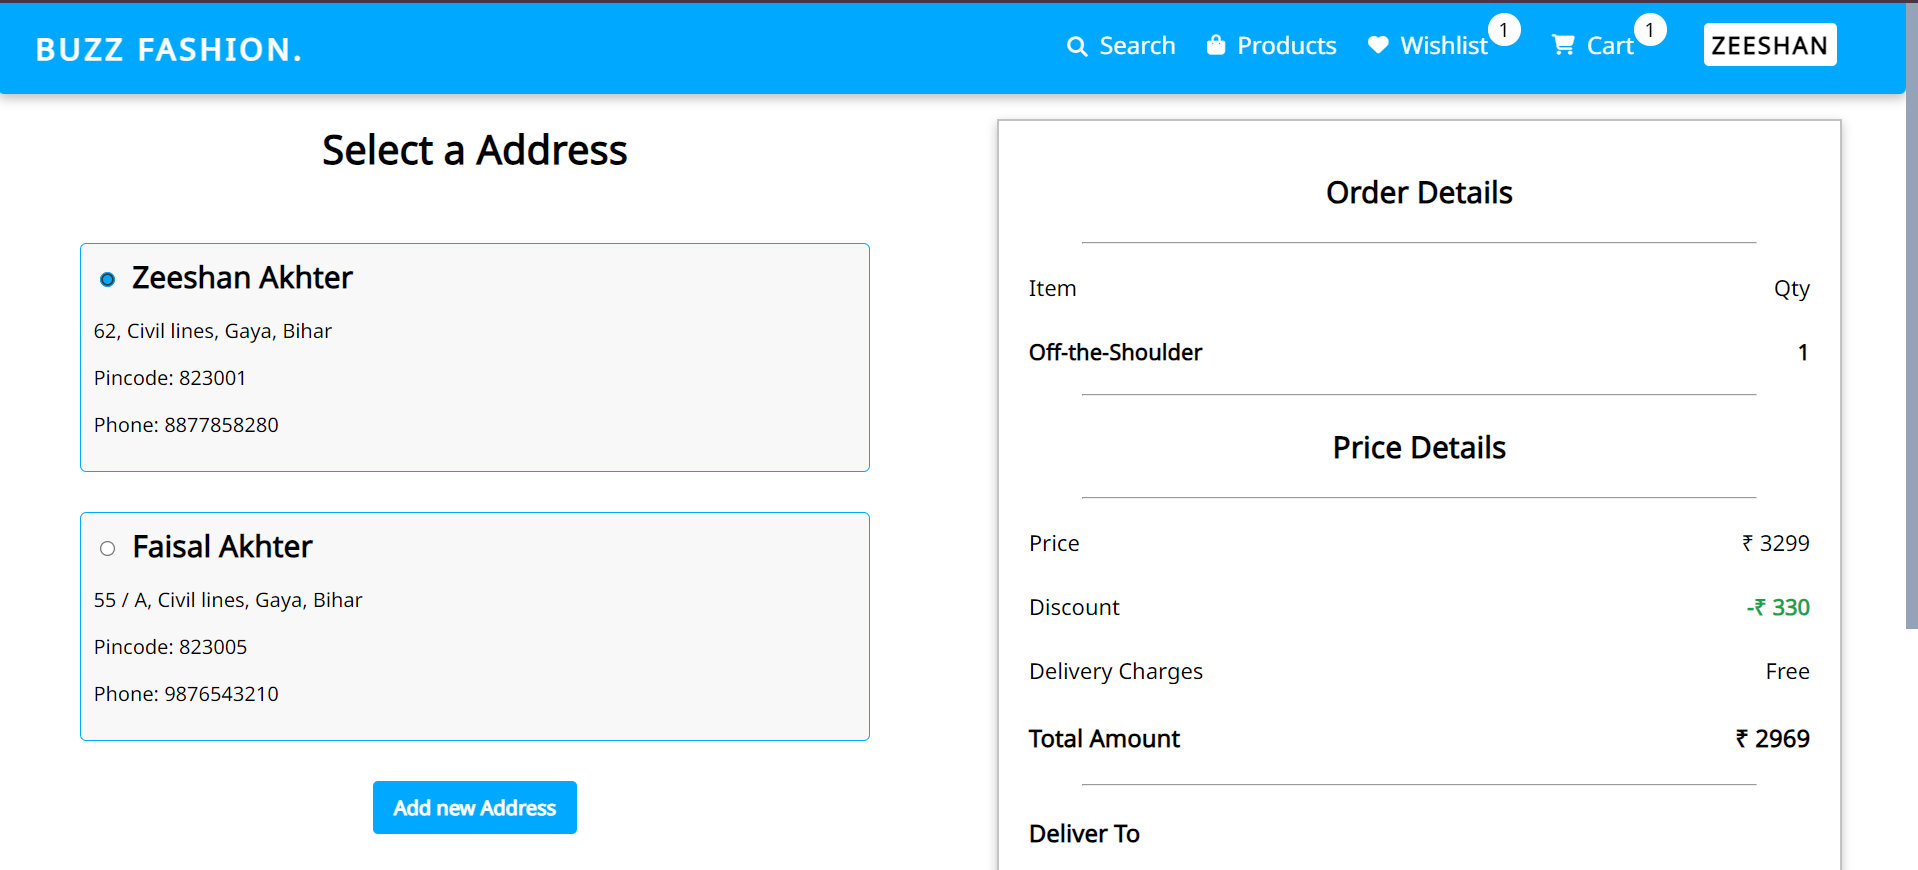 BUZZ FASHION.
Search
Products
Wishlist 1
Cart 1
ZEESHAN
Select a Address
Zeeshan Akhter
62, Civil lines, Gaya, Bihar
Pincode: 823001
Phone: 8877858280
Faisal Akhter
55 / A, Civil lines, Gaya, Bihar
Pincode: 823005
Phone: 9876543210
Add new Address
Order Details
Item Qty
Off-the-Shoulder 1
Price Details
Price ₹ 3299
Discount -₹ 330
Delivery Charges Free
Total Amount ₹ 2969
Deliver To